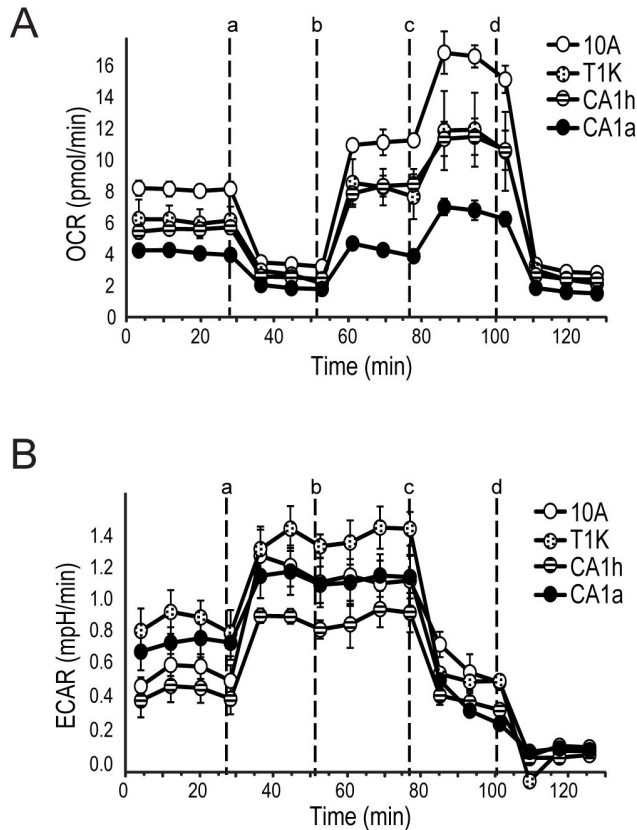 A
a b c d
16
14
12
10
8
6
4
2
0
OCR (pmol/min)
10A
T1K
CA1h
CA1a
0 20 40 60 80 100 120
Time (min)
B
a b c d
1.4
1.2
1.0
0.8
0.6
0.4
0.2
0.0
ECAR (mpH/min)
10A
T1K
CA1h
CA1a
0 20 40 60 80 100 120
Time (min)